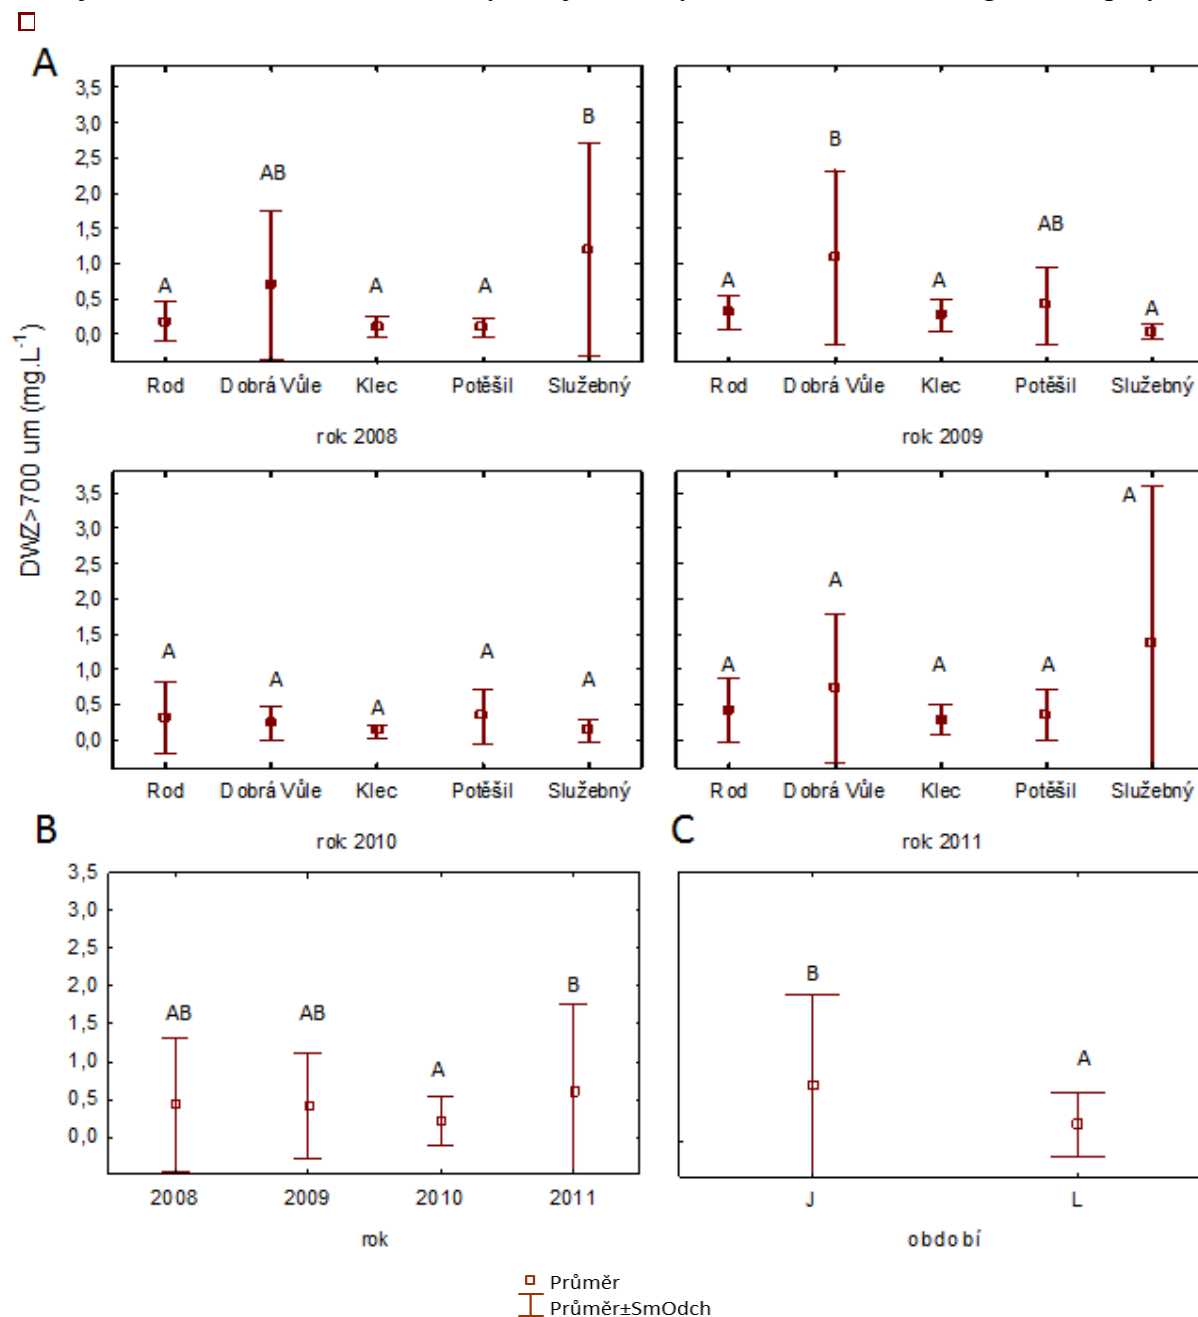 A
DWZ>700 um (mg.L-1)
3,5
3,0
2,5
2,0
1,5
1,0
0,5
0,0
A
AB
A
A
B
Rod
Dobrá Vůle
Klec
Potěšil
Služebný
rok 2008
A
B
A
AB
A
Rod
Dobrá Vůle
Klec
Potěšil
Služebný
rok 2009
3,5
3,0
2,5
2,0
1,5
1,0
0,5
0,0
A
A
A
A
A
Rod
Dobrá Vůle
Klec
Potěšil
Služebný
rok 2010
A
A
A
A
A
Rod
Dobrá Vůle
Klec
Potěšil
Služebný
rok 2011
B
3,5
3,0
2,5
2,0
1,5
1,0
0,5
0,0
AB
AB
A
B
2008
2009
2010
2011
rok
C
B
A
J
L
období
Průměr
Průměr±SmOdch